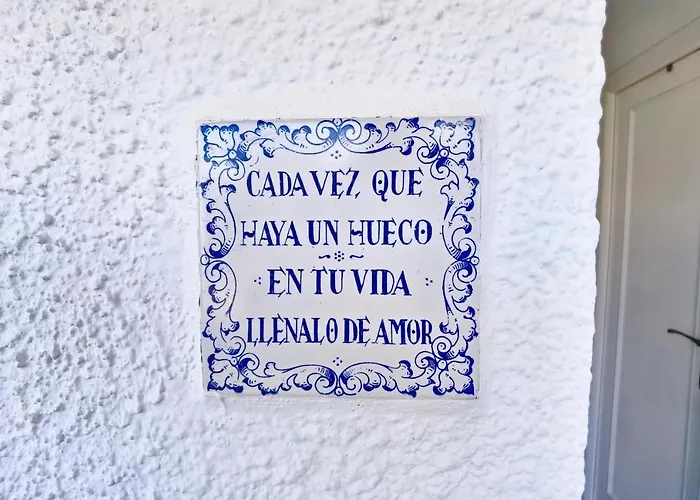 CADA VEZ QUE
HAYA UN HUECO
EN TU VIDA
LLENALO DE AMOR